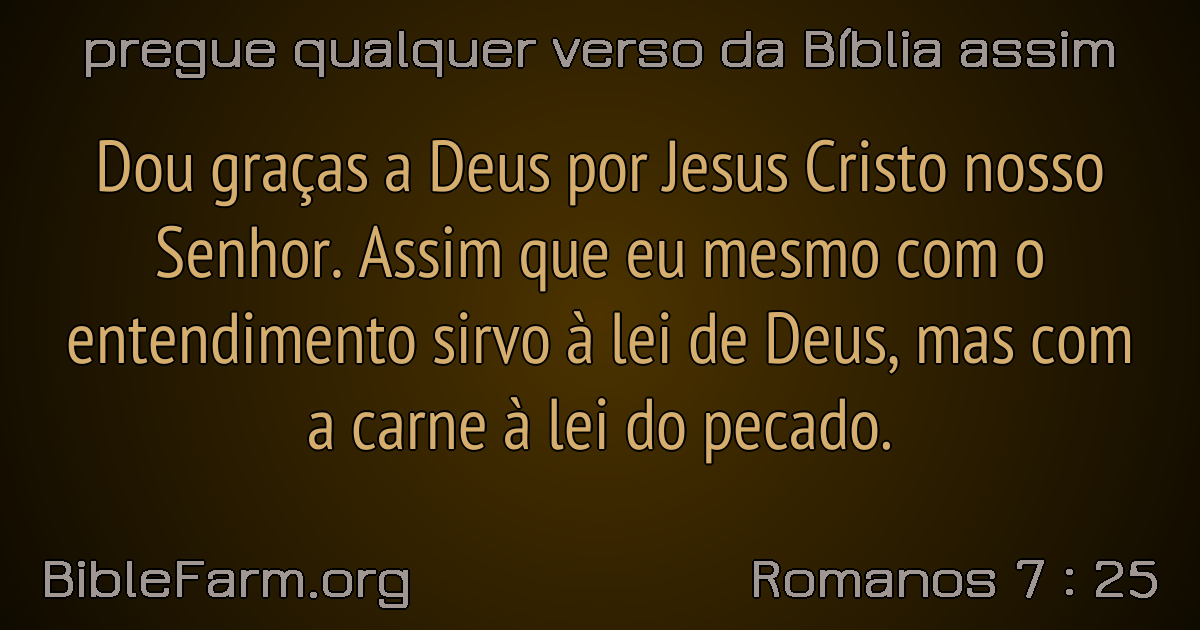 pregue qualquer verso da Bíblia assim
Dou graças a Deus por Jesus Cristo nosso
Senhor. Assim que eu mesmo com o
entendimento sirvo à lei de Deus, mas com
a carne à lei do pecado.
BibleFarm.org
Romanos 7 : 25